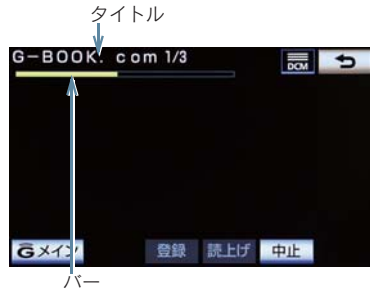 タイトル
G-BOOK. com 1/3
DCM
Gメイン
登録 読上げ 中止
バー